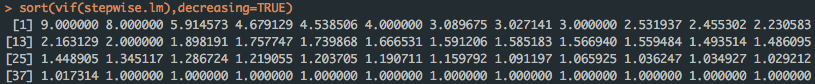 > sort(vif(stepwise.lm),decreasing=TRUE)
[1] 9.000000 8.000000 5.914573 4.679129 4.538506 4.000000 3.089675 3.027141 3.000000 2.531937 2.455302 2.230583
[13] 2.163129 2.000000 1.898191 1.757747 1.739868 1.666531 1.591206 1.585183 1.566940 1.559484 1.493514 1.486095
[25] 1.448905 1.345117 1.286724 1.219055 1.203705 1.190711 1.159792 1.091197 1.065925 1.036247 1.034927 1.029212
[37] 1.017314 1.000000 1.000000 1.000000 1.000000 1.000000 1.000000 1.000000 1.000000 1.000000 1.000000 1.000000